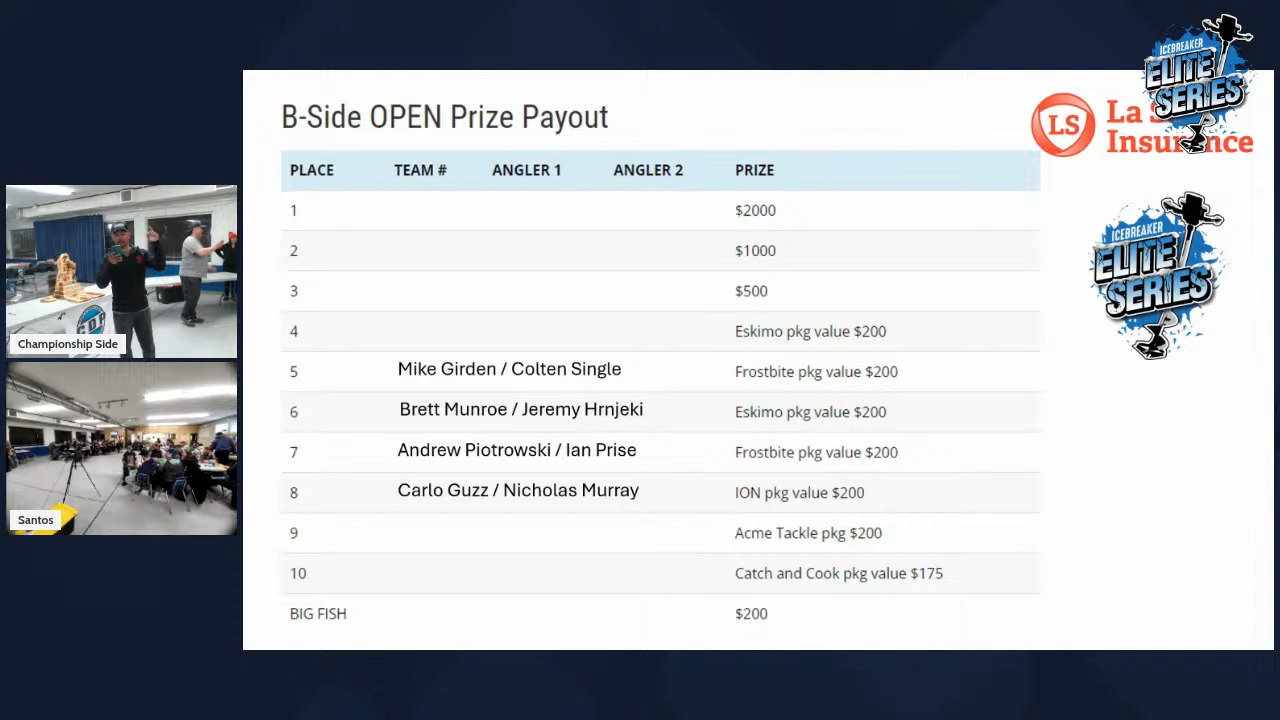 ICEBREAKER
ELITE
SERIES
B-Side OPEN Prize Payout
LS
La S
Insurance
PLACE TEAM # ANGLER 1 ANGLER 2 PRIZE
1 $2000
2 $1000
3 $500
4 Eskimo pkg value $200
5 Mike Girden / Colten Single Frostbite pkg value $200
6 Brett Munroe / Jeremy Hrnjeki Eskimo pkg value $200
7 Andrew Piotrowski / Ian Prise Frostbite pkg value $200
8 Carlo Guzz / Nicholas Murray ION pkg value $200
9 Acme Tackle pkg $200
10 Catch and Cook pkg value $175
BIG FISH $200
ICEBREAKER
ELITE
SERIES
Championship Side
Santos